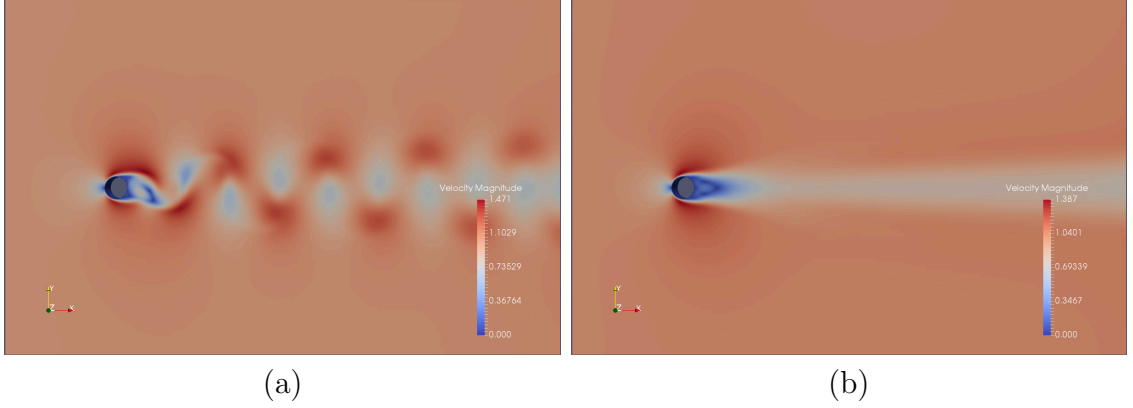 Velocity Magnitude
1.471
1.1029
0.73529
0.36764
0.000
Y
Z
X
(a)
Velocity Magnitude
1.387
1.0401
0.69339
0.3467
0.000
Y
Z
X
(b)